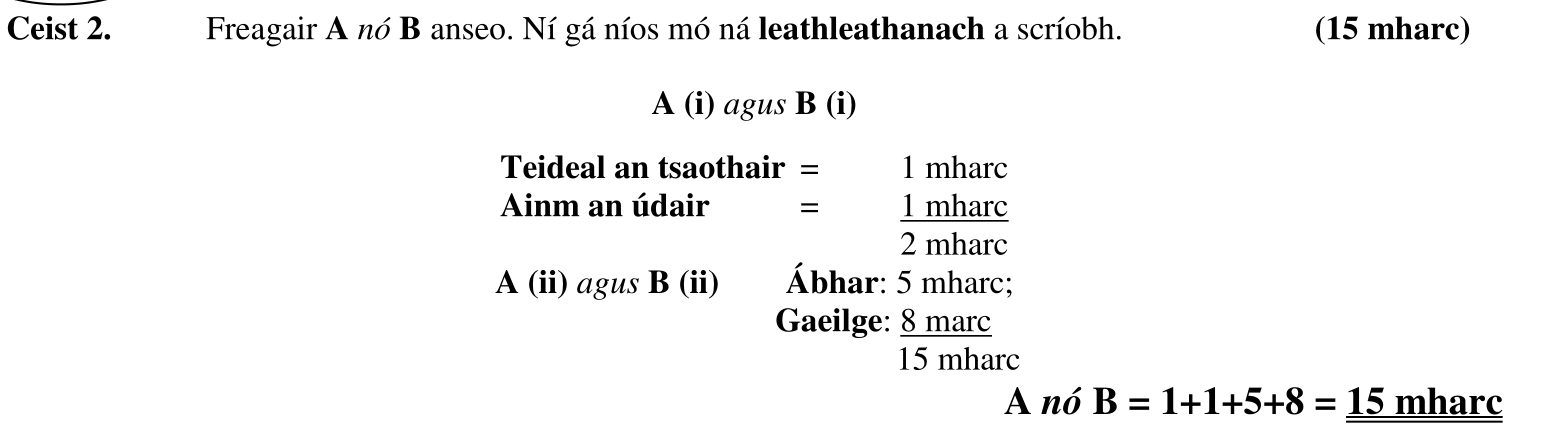 Ceist 2. Freagair A nó B anseo. Ní gá níos mó ná leathleathanach a scríobh. (15 mharc)
A (i) agus B (i)
Teideal an tsaothair = 1 mharc
Ainm an údair = 1 mharc
2 mharc
A (ii) agus B (ii) Ábhar: 5 mharc;
Gaeilge: 8 marc
15 mharc
A nó B = 1+1+5+8 = 15 mharc